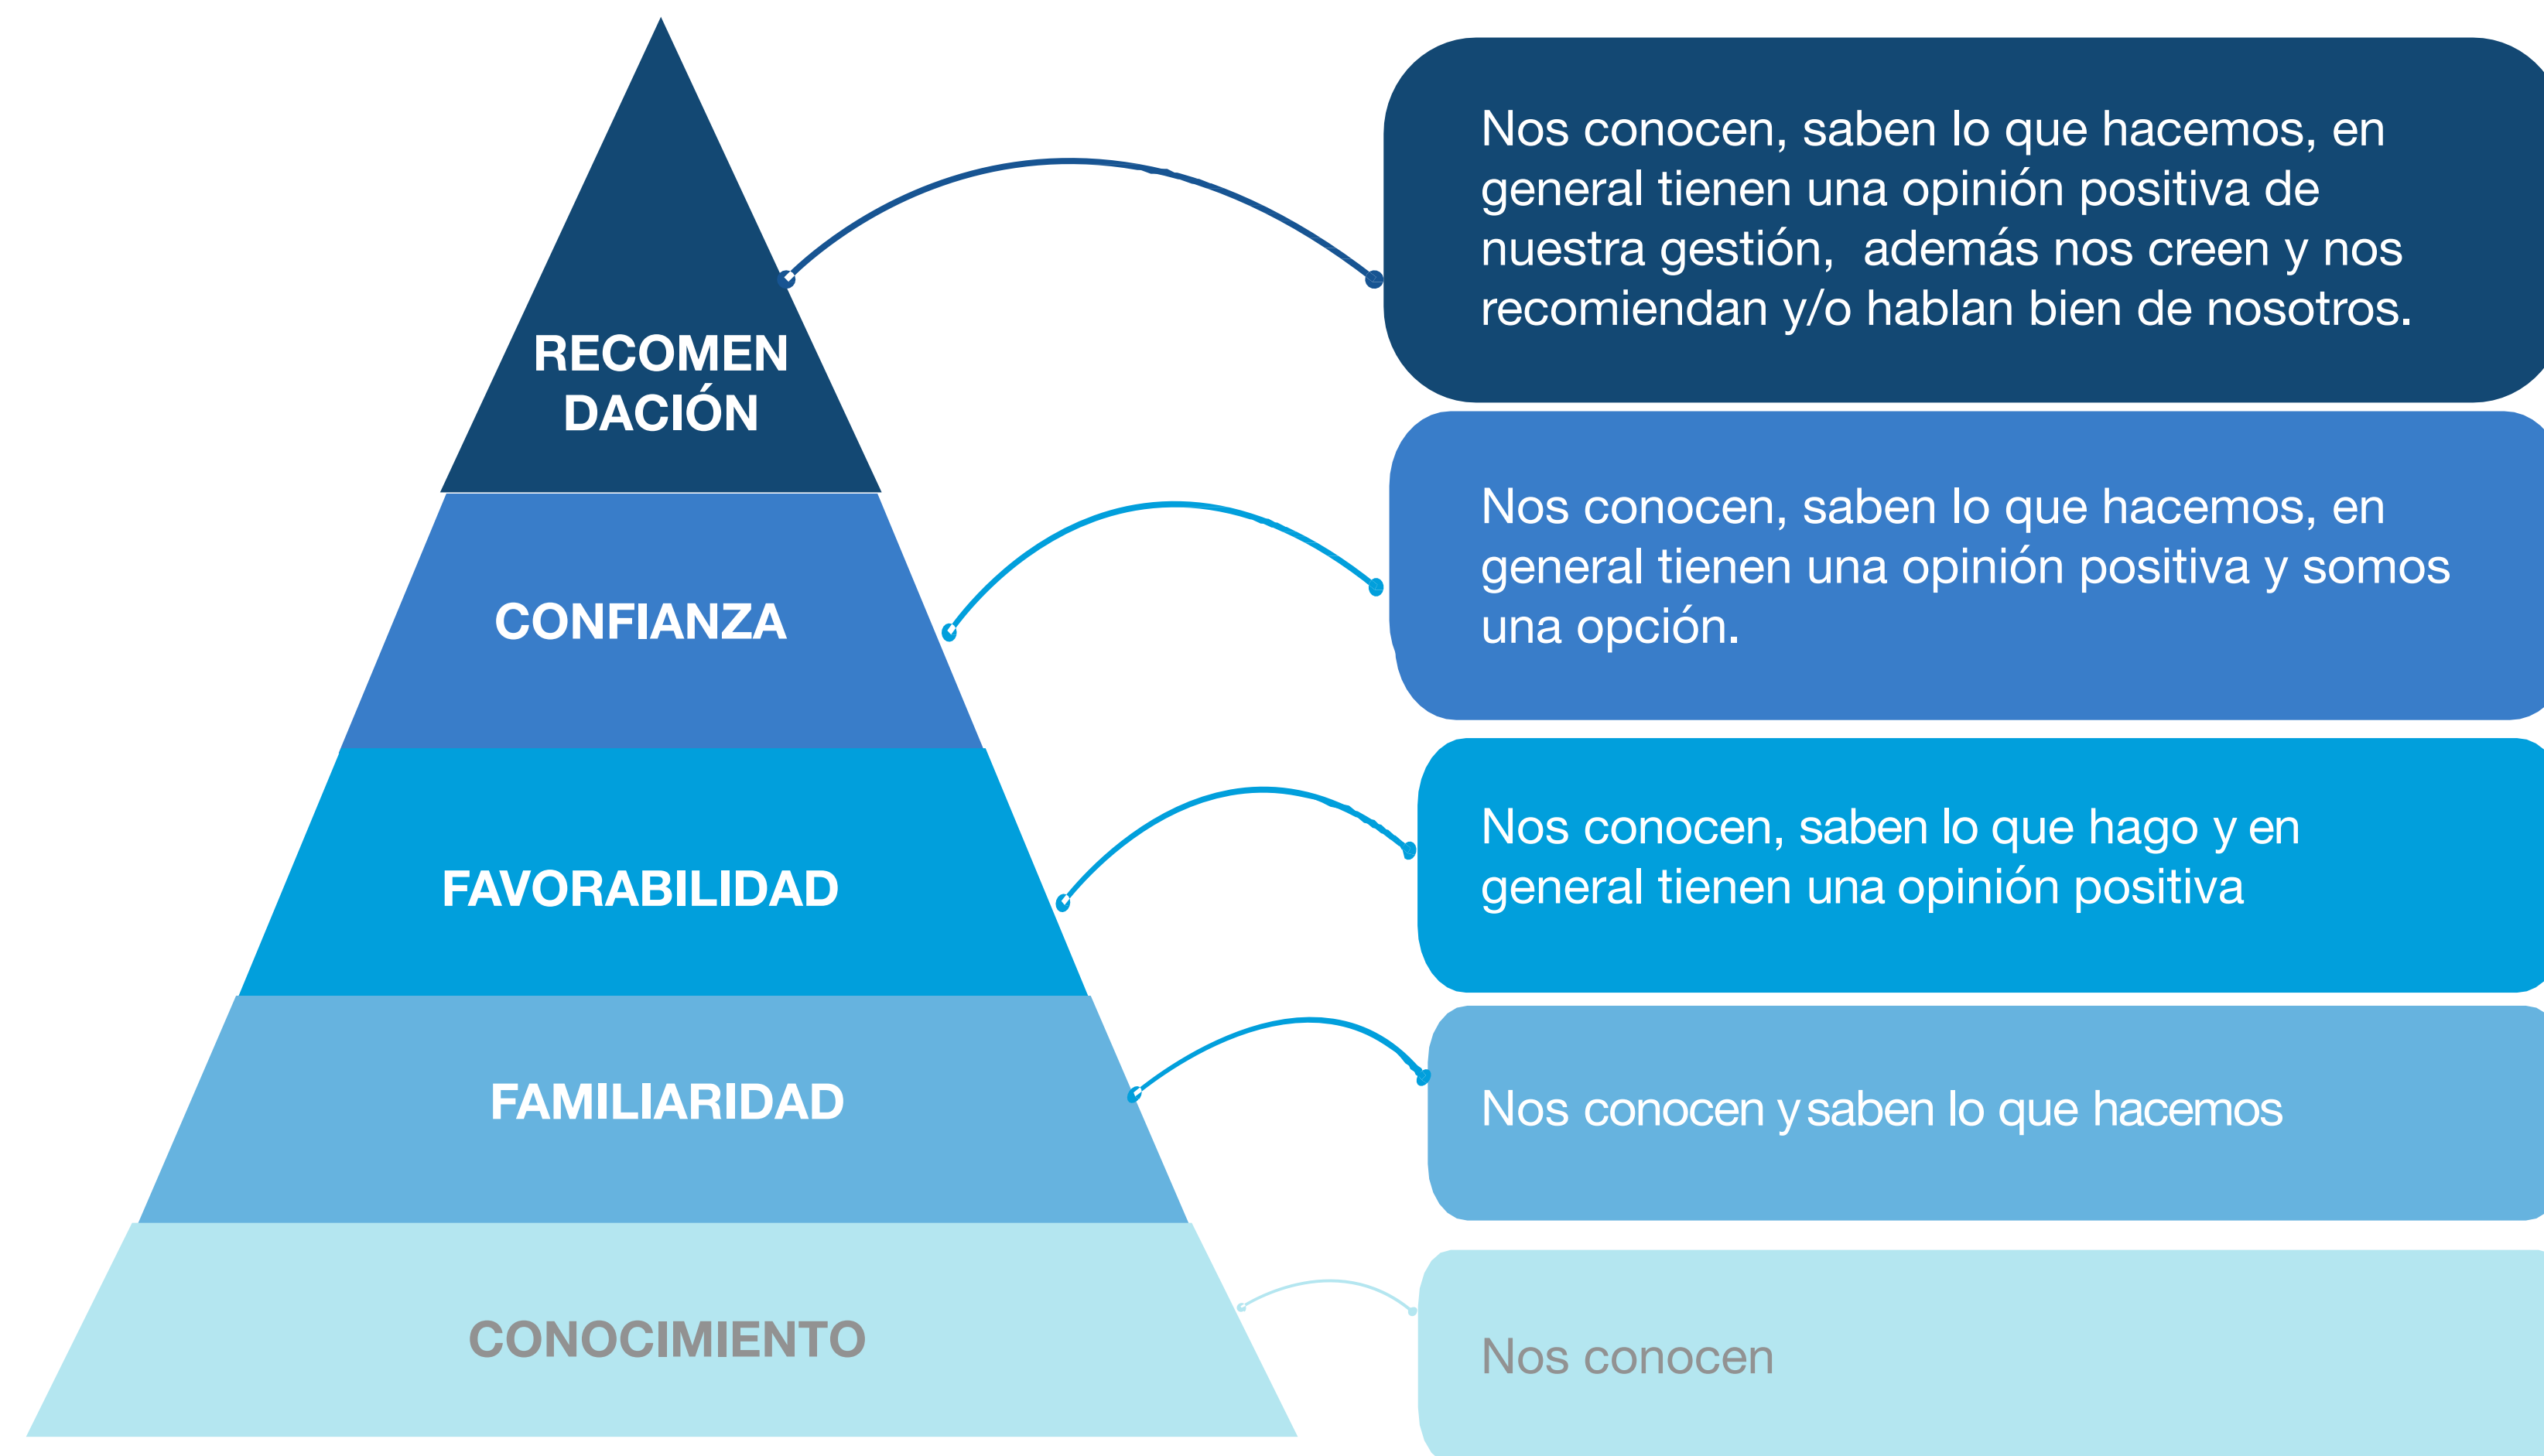 Nos conocen, saben lo que hacemos, en
general tienen una opinión positiva de
nuestra gestión, además nos creen y nos
recomiendan y/o hablan bien de nosotros.
RECOMEN
DACIÓN
Nos conocen, saben lo que hacemos, en
general tienen una opinión positiva y somos
una opción.
CONFIANZA
Nos conocen, saben lo que hago y en
general tienen una opinión positiva
FAVORABILIDAD
Nos conocen y saben lo que hacemos
FAMILIARIDAD
Nos conocen
CONOCIMIENTO